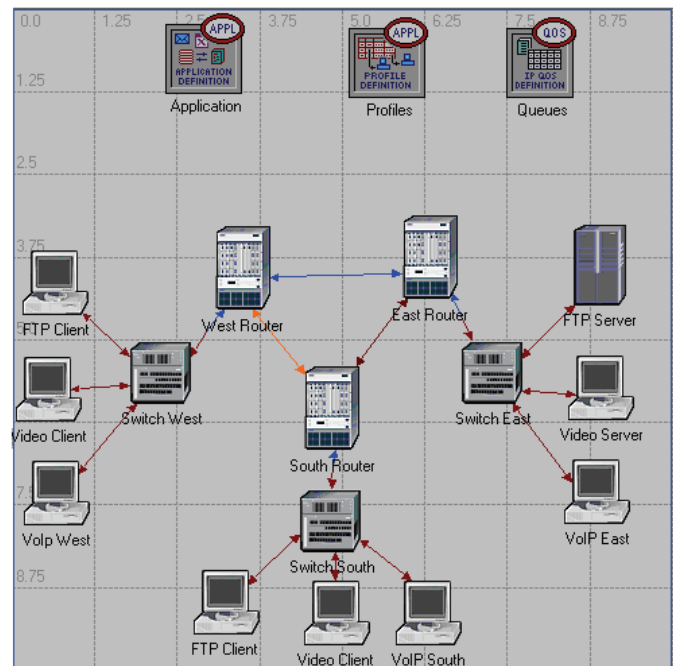 0.0 1.25 2.5 3.75 5.0 6.25 7.5 8.75
APPL APPL QOS
APPLICATION DEFINITION
PROFILE DEFINITION
IP QOS DEFINITION
Application Profiles Queues
1.25
2.5
3.75
FTP Client West Router East Router FTP Server
Video Client Switch West Switch East Video Server
South Router
7.5
VoIp West VoIP East
Switch South
8.75
FTP Client Video Client VoIP South